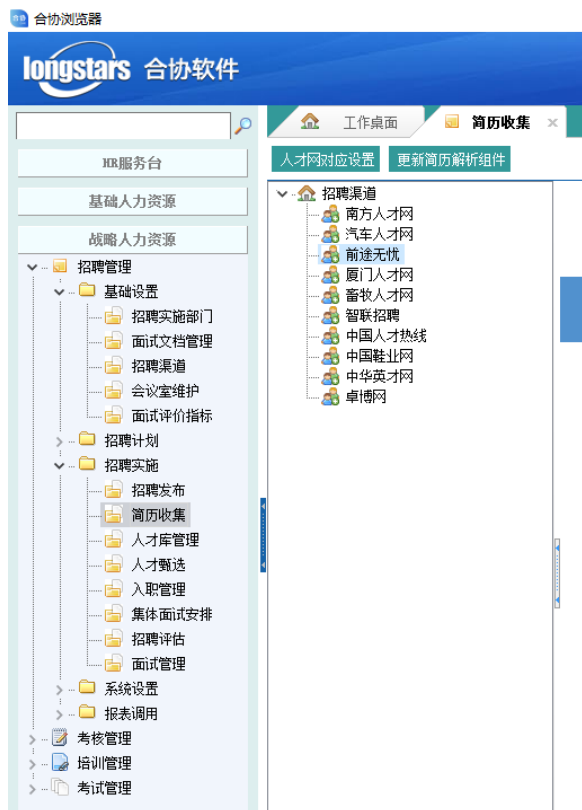 合协浏览器
longstars 合协软件
工作桌面
简历收集
HR服务台
基础人力资源
战略人力资源
招聘管理
基础设置
招聘实施部门
面试文档管理
招聘渠道
会议室维护
面试评价指标
招聘计划
招聘实施
招聘发布
简历收集
人才库管理
人才甄选
入职管理
集体面试安排
招聘评估
面试管理
系统设置
报表调用
考核管理
培训管理
考试管理
人才网对应设置 更新简历解析组件
招聘渠道
南方人才网
汽车人才网
前途无忧
厦门人才网
畜牧人才网
智联招聘
中国人才热线
中国鞋业网
中华英才网
卓博网